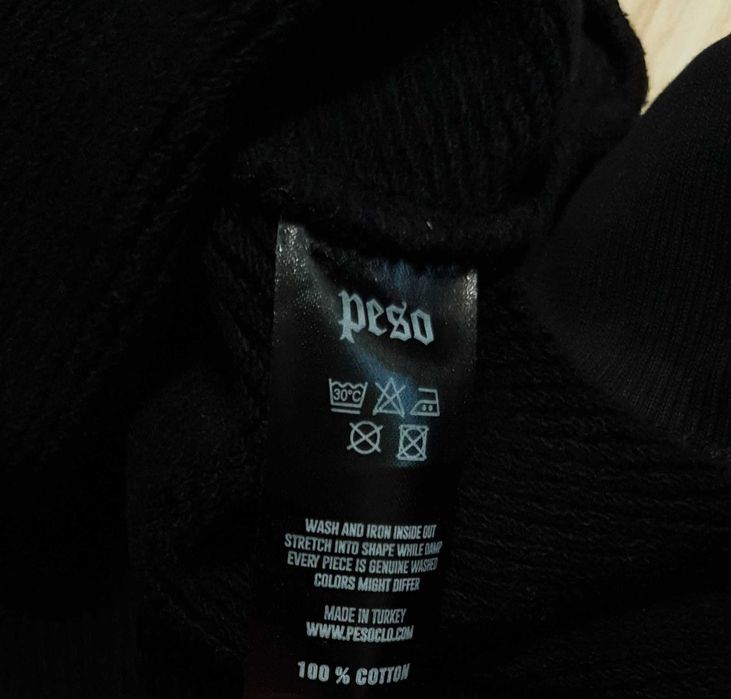 peso
30°C
WASH AND IRON INSIDE OUT
STRETCH INTO SHAPE WHILE DAMP
EVERY PIECE IS GENUINE WASHED
COLORS MIGHT DIFFER
MADE IN TURKEY
WWW.PESOCLO.COM
100 % COTTON